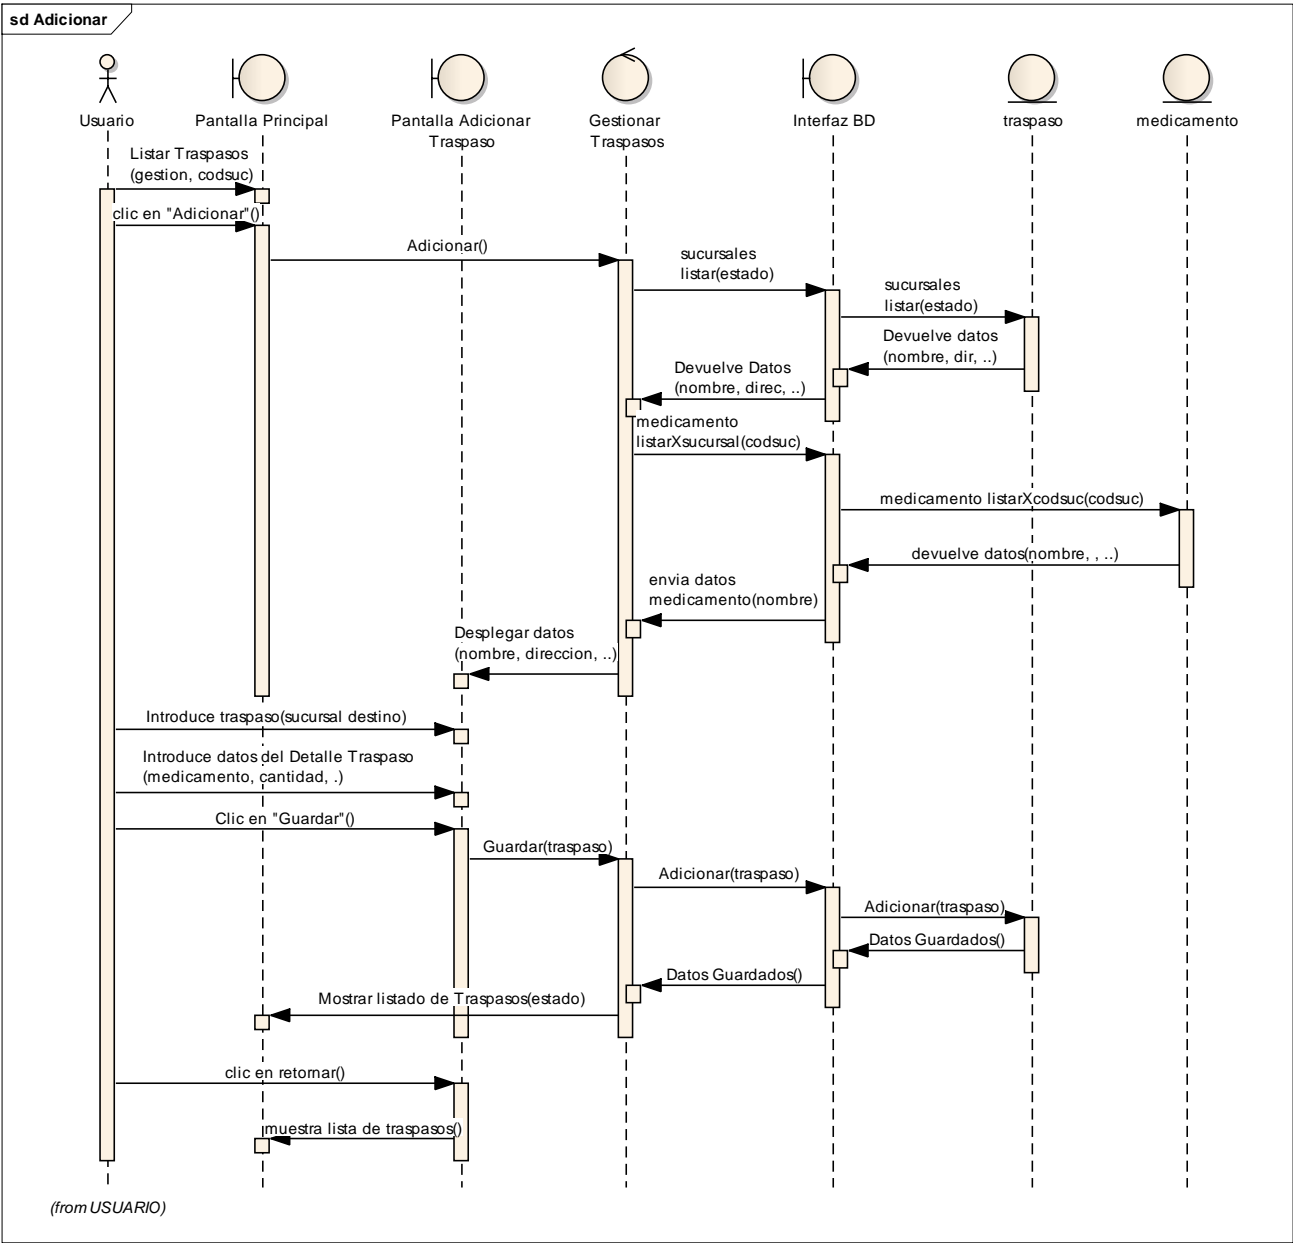 sd Adicionar
Usuario
Pantalla Principal
Pantalla Adicionar
Traspaso
Gestionar
Traspasos
Interfaz BD
traspaso
medicamento
Listar Traspasos
(gestion, codsuc)
clic en "Adicionar"()
Adicionar()
sucursales
listar(estado)
sucursales
listar(estado)
Devuelve datos
(nombre, dir, ..)
Devuelve Datos
(nombre, direc, ..)
medicamento
listarXsucursal(codsuc)
medicamento listarXcodsuc(codsuc)
devuelve datos(nombre, , ..)
envia datos
medicamento(nombre)
Desplegar datos
(nombre, direccion, ..)
Introduce traspaso(sucursal destino)
Introduce datos del Detalle Traspaso
(medicamento, cantidad, .)
Clic en "Guardar"()
Guardar(traspaso)
Adicionar(traspaso)
Adicionar(traspaso)
Datos Guardados()
Datos Guardados()
Mostrar listado de Traspasos(estado)
clic en retornar()
muestra lista de traspasos()
(from USUARIO)